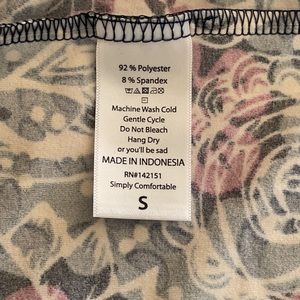 92 % Polyester
8 % Spandex
Machine Wash Cold
Gentle Cycle
Do Not Bleach
Hang Dry
or you'll be sad
MADE IN INDONESIA
RN#142151
Simply Comfortable
S